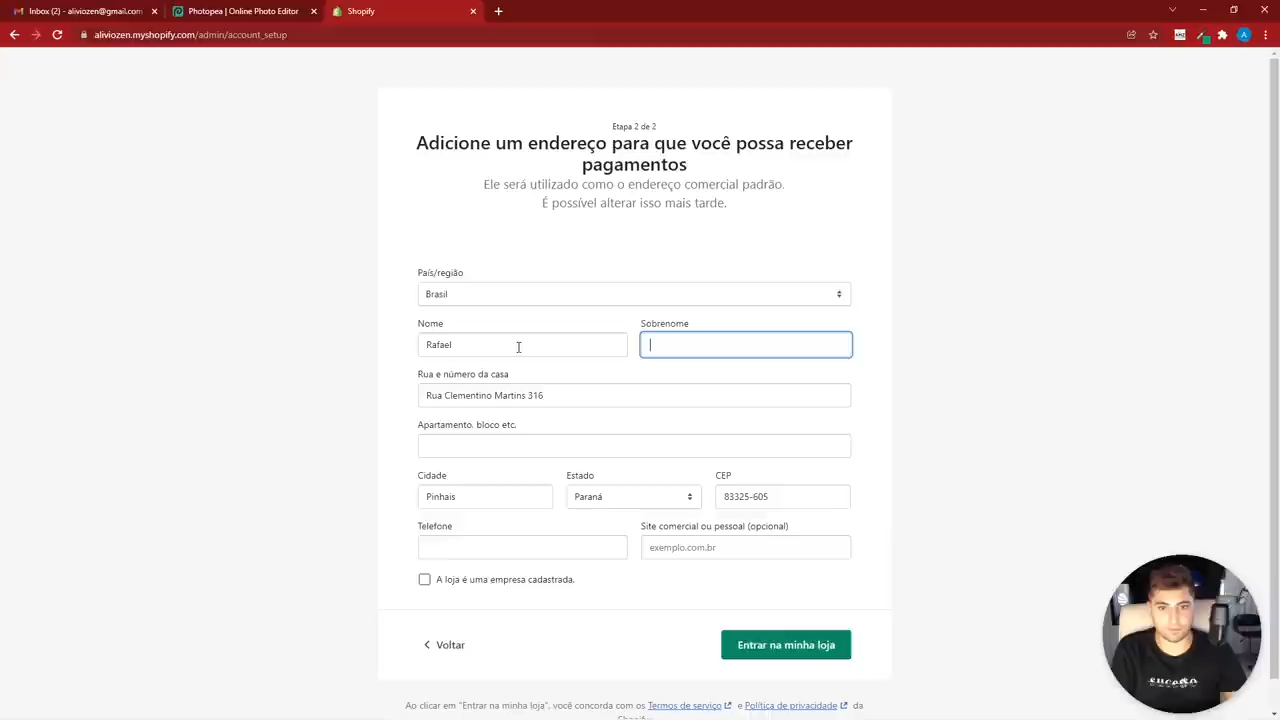 Inbox (2) - aliviozen@gmail.com
Photopea | Online Photo Editor
Shopify
aliviozen.myshopify.com/admin/account_setup
Etapa 2 de 2
Adicione um endereço para que você possa receber
pagamentos
Ele será utilizado como o endereço comercial padrão.
É possível alterar isso mais tarde.
País/região
Brasil
Nome
Sobrenome
Rafael
Rua e número da casa
Rua Clementino Martins 316
Apartamento, bloco etc.
Cidade
Estado
CEP
Pinhais
Paraná
83325-605
Telefone
Site comercial ou pessoal (opcional)
exemplo.com.br
A loja é uma empresa cadastrada.
Voltar
Entrar na minha loja
sucesso
Ao clicar em "Entrar na minha loja", você concorda com os Termos de serviço e Política de privacidade da
Shopify.